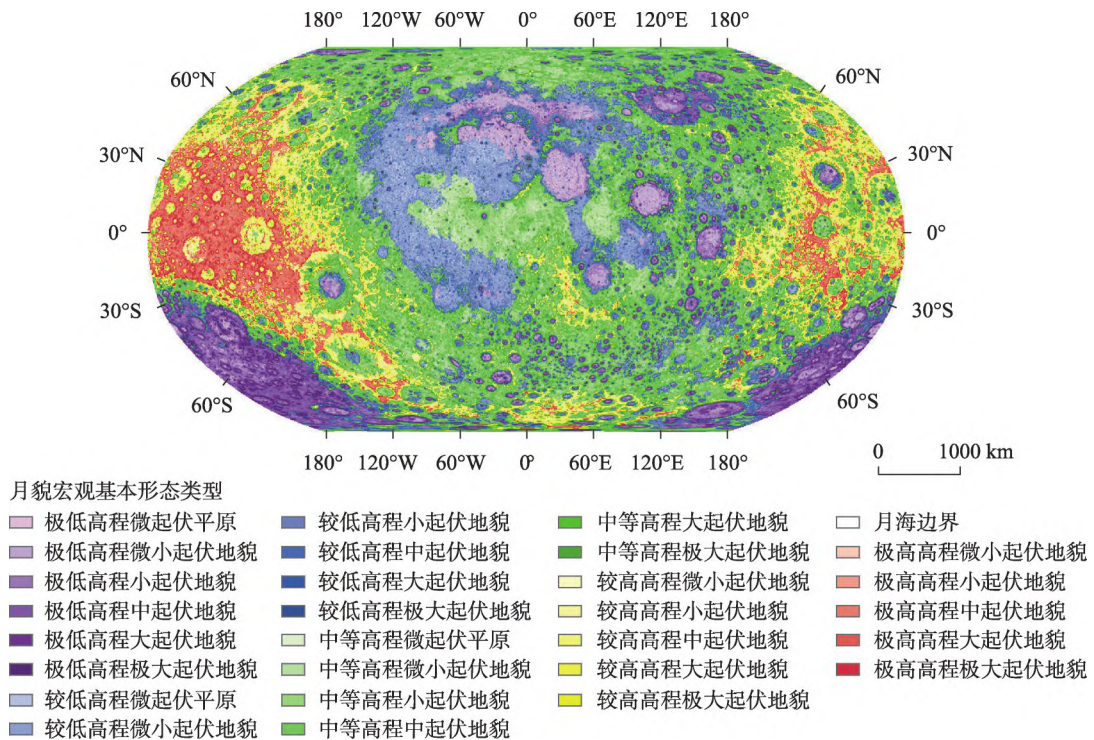 180° 120°W 60°W 0° 60°E 120°E 180°
60°N 60°N
30°N 30°N
0° 0°
30°S 30°S
60°S 60°S
180° 120°W 60°W 0° 60°E 120°E 180°
0 1000 km
月貌宏观基本形态类型
极低高程微起伏平原
极低高程微小起伏地貌
极低高程小起伏地貌
极低高程中起伏地貌
极低高程大起伏地貌
极低高程极大起伏地貌
较低高程微起伏平原
较低高程微小起伏地貌
较低高程小起伏地貌
较低高程中起伏地貌
较低高程大起伏地貌
较低高程极大起伏地貌
中等高程微起伏平原
中等高程微小起伏地貌
中等高程小起伏地貌
中等高程中起伏地貌
中等高程大起伏地貌
中等高程极大起伏地貌
较高高程微小起伏地貌
较高高程小起伏地貌
较高高程中起伏地貌
较高高程大起伏地貌
较高高程极大起伏地貌
月海边界
极高高程微小起伏地貌
极高高程小起伏地貌
极高高程中起伏地貌
极高高程大起伏地貌
极高高程极大起伏地貌